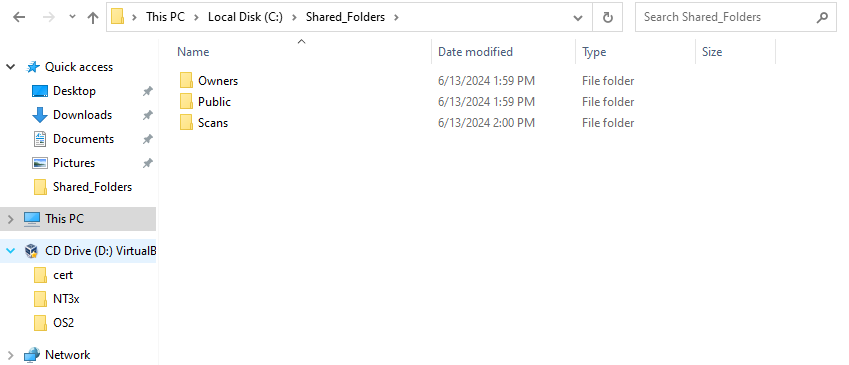 This PC > Local Disk (C:) > Shared_Folders >
Search Shared_Folders
Name Date modified Type Size
Quick access
Desktop
Downloads
Documents
Pictures
Shared_Folders
This PC
CD Drive (D:) VirtualB
cert
NT3x
OS2
Network
Owners 6/13/2024 1:59 PM File folder
Public 6/13/2024 1:59 PM File folder
Scans 6/13/2024 2:00 PM File folder